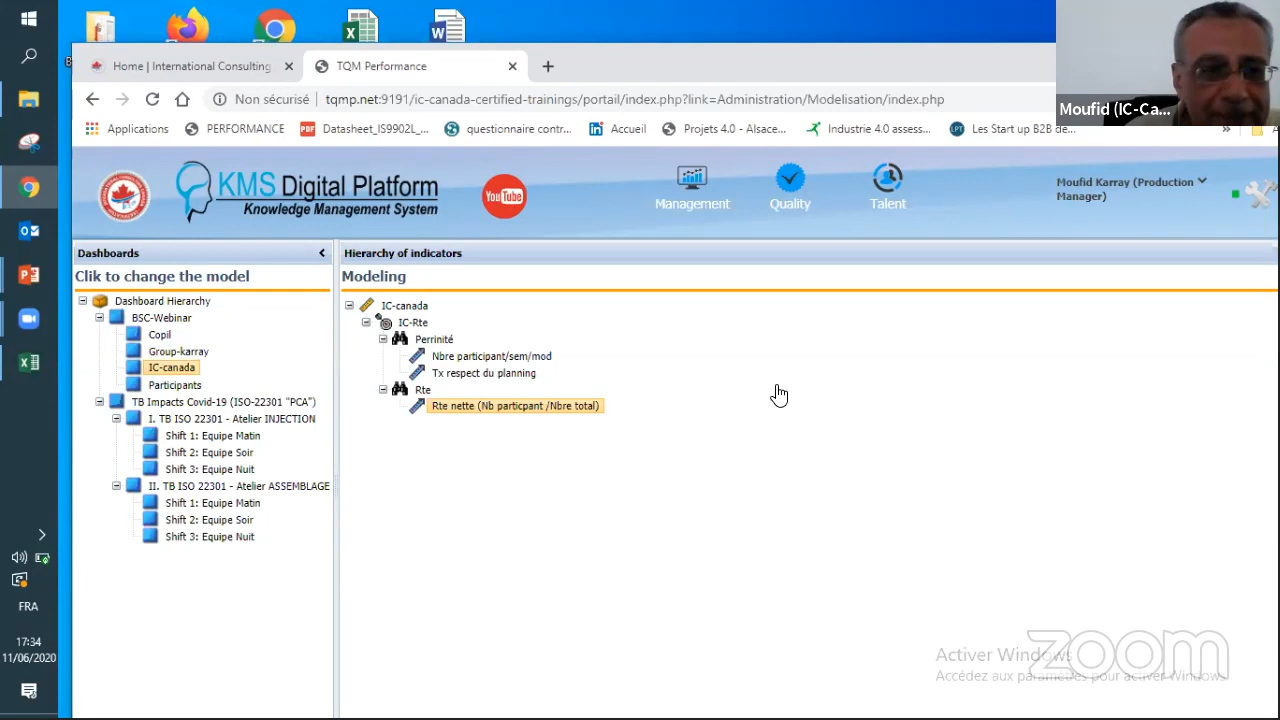 Home | International Consulting
TQM Performance
Non sécurisé
tqmp.net:9191/ic-canada-certified-trainings/portail/index.php?link=Administration/Modelisation/index.php
Moufid (IC-Ca...
Applications
PERFORMANCE
PDF
Datasheet_IS9902L_...
questionnaire contr...
in
Accueil
Projets 4.0 - Alsace...
Industrie 4.0 assess...
LPT
Les Start up B2B de...
»
KMS Digital Platform
Knowledge Management System
YouTube
Management
Quality
Talent
Moufid Karray (Production
Manager)
Dashboards
Clik to change the model
Dashboard Hierarchy
BSC-Webinar
Copil
Group-karray
IC-canada
Participants
TB Impacts Covid-19 (ISO-22301 "PCA")
I. TB ISO 22301 - Atelier INJECTION
Shift 1: Equipe Matin
Shift 2: Equipe Soir
Shift 3: Equipe Nuit
II. TB ISO 22301 - Atelier ASSEMBLAGE
Shift 1: Equipe Matin
Shift 2: Equipe Soir
Shift 3: Equipe Nuit
Hierarchy of indicators
Modeling
IC-canada
IC-Rte
Perrinité
Nbre participant/sem/mod
Tx respect du planning
Rte
Rte nette (Nb particpant /Nbre total)
FRA
17:34
11/06/2020
Activer Windows
Accédez aux paramètres pour activer Windows.
zoom